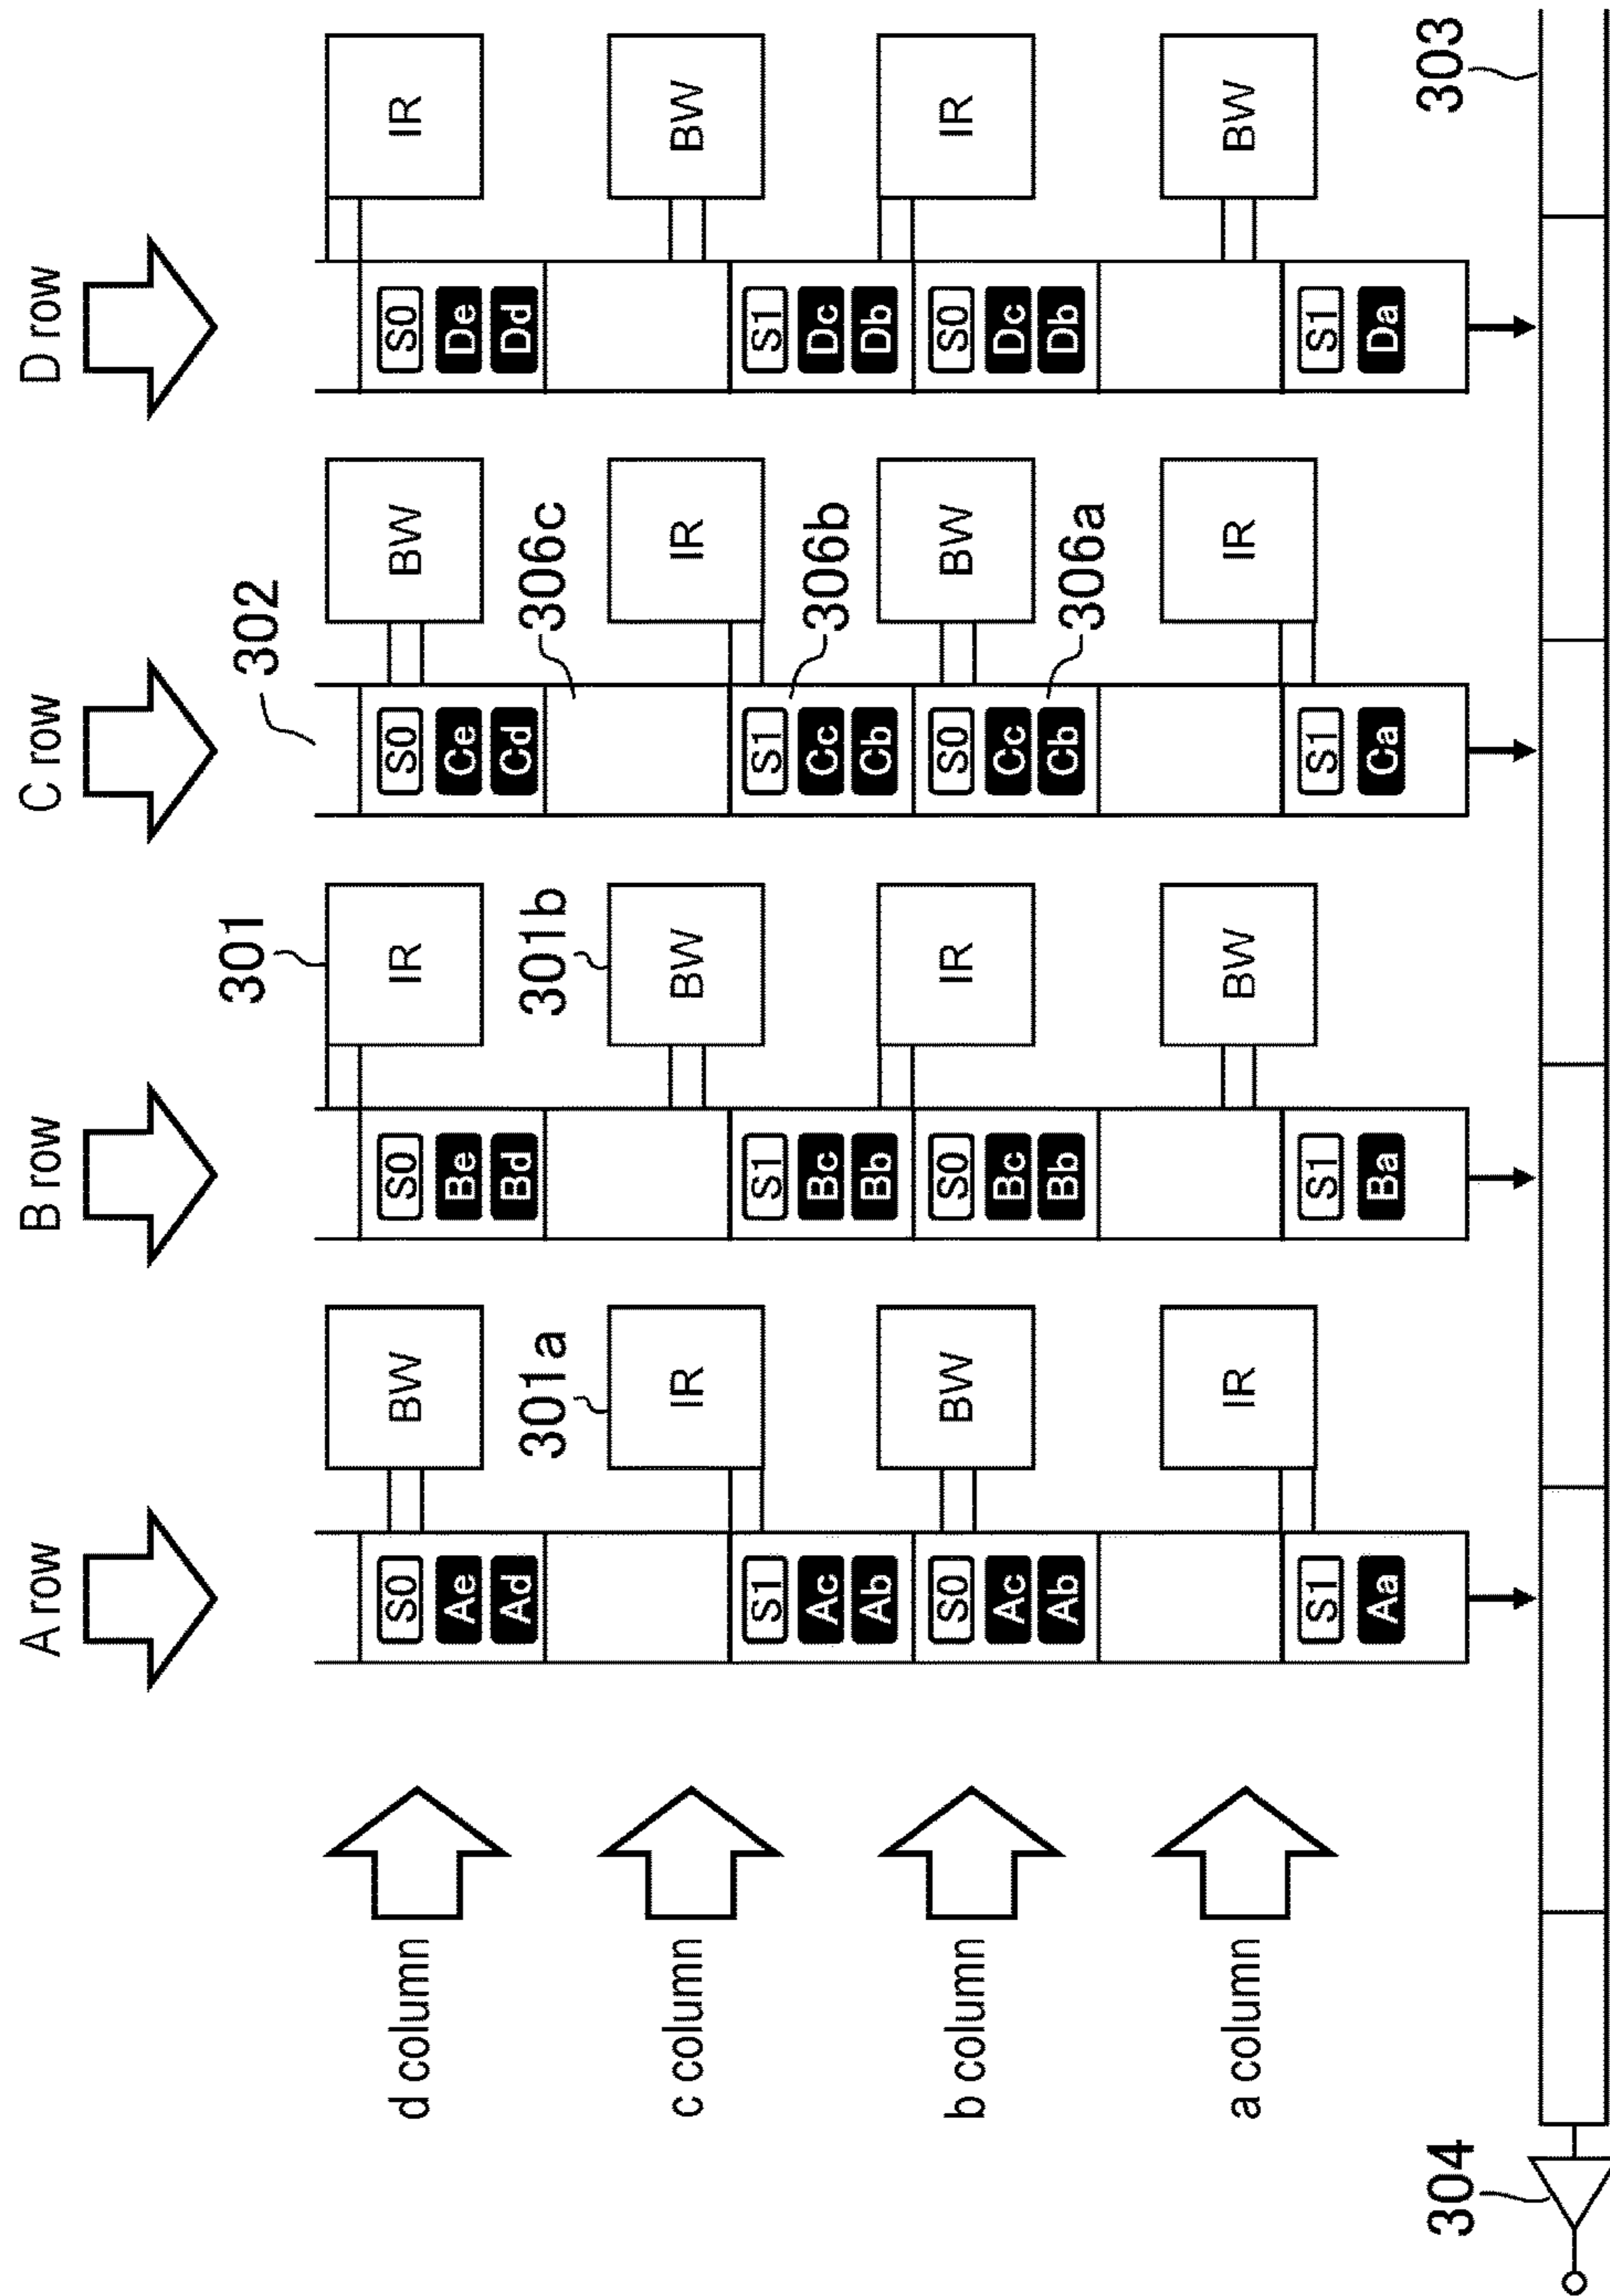 A row B row C row D row
301 302
d column S0 BW S0 IR S0 BW S0 IR
Ae Be Ce De
Ad Bd Cd Dd
301a 301b 306c
c column IR BW IR BW
S1 S1 S1 S1
Ac Bc Cc 306b Dc
Ab Bb Cb Db
b column S0 BW S0 IR S0 BW S0 IR
Ac Bc Cc Dc
Ab Bb Cb 306a Db
a column IR BW IR BW
S1 S1 S1 S1
Aa Ba Ca Da
304 303